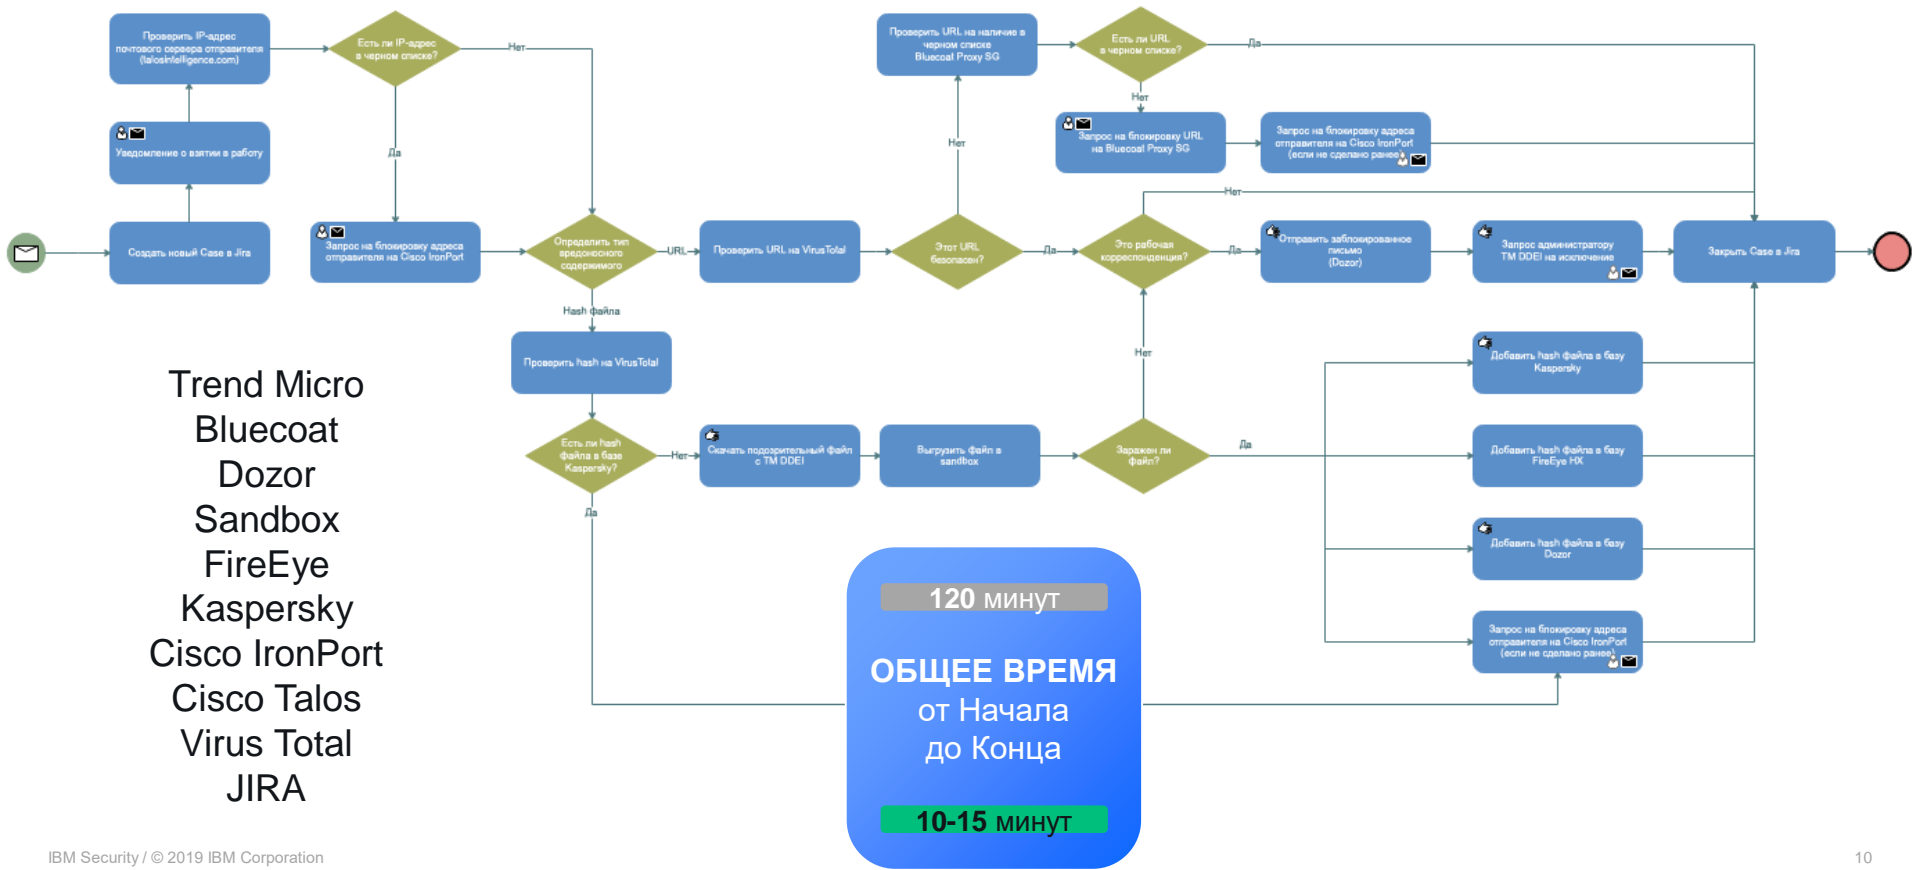 Проверить IP-адрес
почтового сервера отправителя
(talosintelligence.com)
Есть ли IP-адрес
в черном списке?
Нет
Проверить URL на наличие в
черном списке
Bluecoat Proxy SG
Есть ли URL
в черном списке?
Да
Нет
Уведомление о взятии в работу
Да
Нет
Запрос на блокировку URL
на Bluecoat Proxy SG
Запрос на блокировку адреса
отправителя на Cisco IronPort
(если не сделано ранее)
Нет
Создать новый Case в Jira
Запрос на блокировку адреса
отправителя на Cisco IronPort
Определить тип
вредоносного
содержимого
URL
Проверить URL на VirusTotal
Этот URL
безопасен?
Да
Это рабочая
корреспонденция?
Да
Отправить заблокированное
письмо
(Dozor)
Запрос администратору
TM DDEI на исключение
Закрыть Case в Jira
Hash файла
Проверить hash на VirusTotal
Нет
Добавить hash файла в базу
Kaspersky
Есть ли hash
файла в базе
Kaspersky?
Нет
Скачать подозрительный файл
с TM DDEI
Выгрузить файл в
sandbox
Заражен ли
файл?
Да
Добавить hash файла в базу
FireEye HX
Да
Добавить hash файла в базу
Dozor
Запрос на блокировку адреса
отправителя на Cisco IronPort
(если не сделано ранее)
Trend Micro
Bluecoat
Dozor
Sandbox
FireEye
Kaspersky
Cisco IronPort
Cisco Talos
Virus Total
JIRA
120 минут
ОБЩЕЕ ВРЕМЯ
от Начала
до Конца
10-15 минут
IBM Security / © 2019 IBM Corporation
10